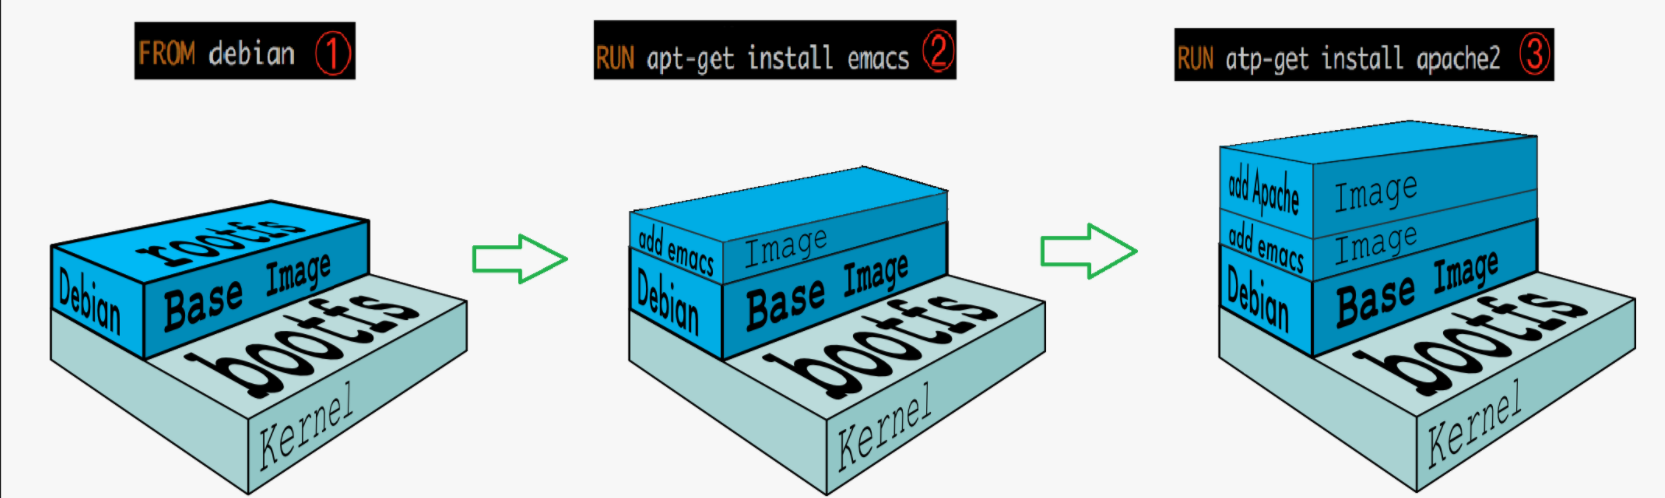 FROM debian ①
RUN apt-get install emacs ②
RUN atp-get install apache2 ③
rootfs
Debian
Base Image
bootfs
Kernel
add emacs
Image
Debian
Base Image
bootfs
Kernel
add Apache
Image
add emacs
Image
Debian
Base Image
bootfs
Kernel